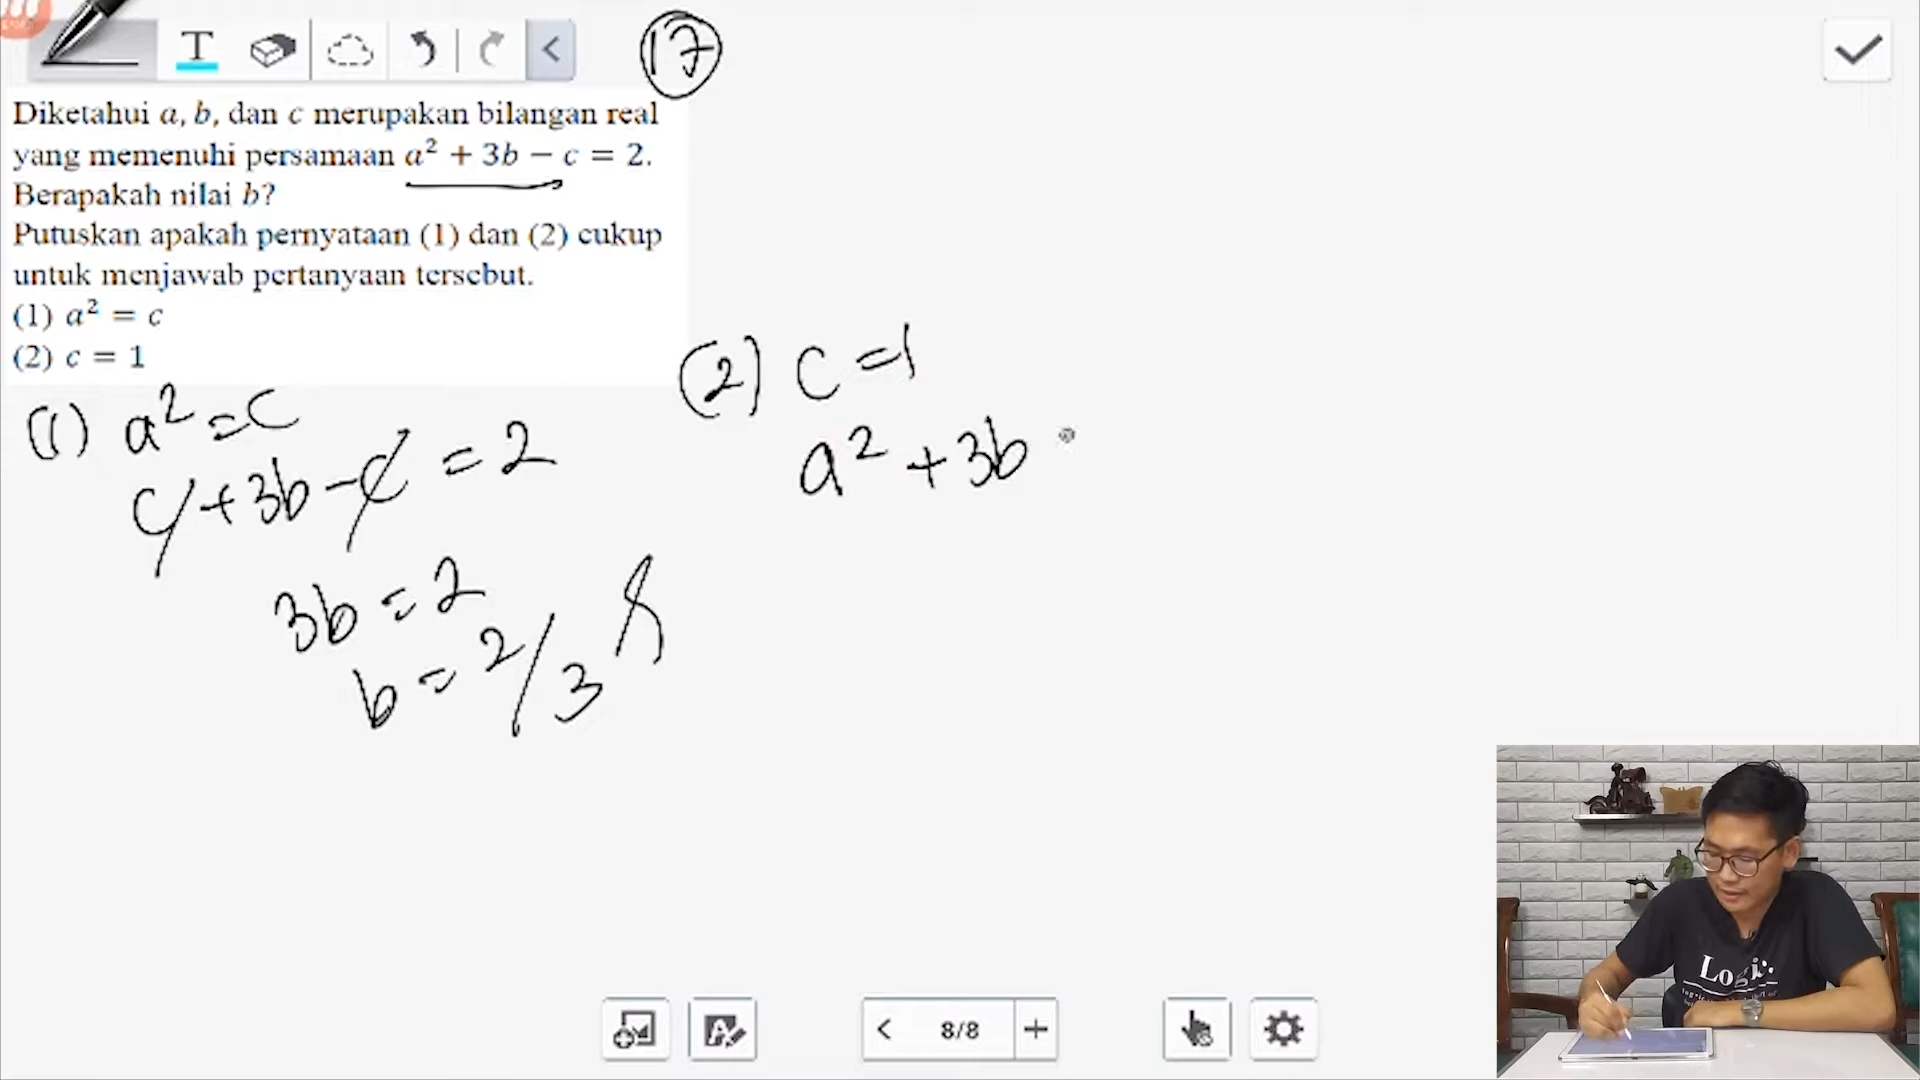 T
17
Diketahui a, b, dan c merupakan bilangan real
yang memenuhi persamaan a² + 3b − c = 2.
Berapakah nilai b?
Putuskan apakah pernyataan (1) dan (2) cukup
untuk menjawab pertanyaan tersebut.
(1) a² = c
(2) c = 1
(1) a² = c
c + 3b − c = 2
3b = 2
b = 2/3
(2) c = 1
a² + 3b
8/8
Logic